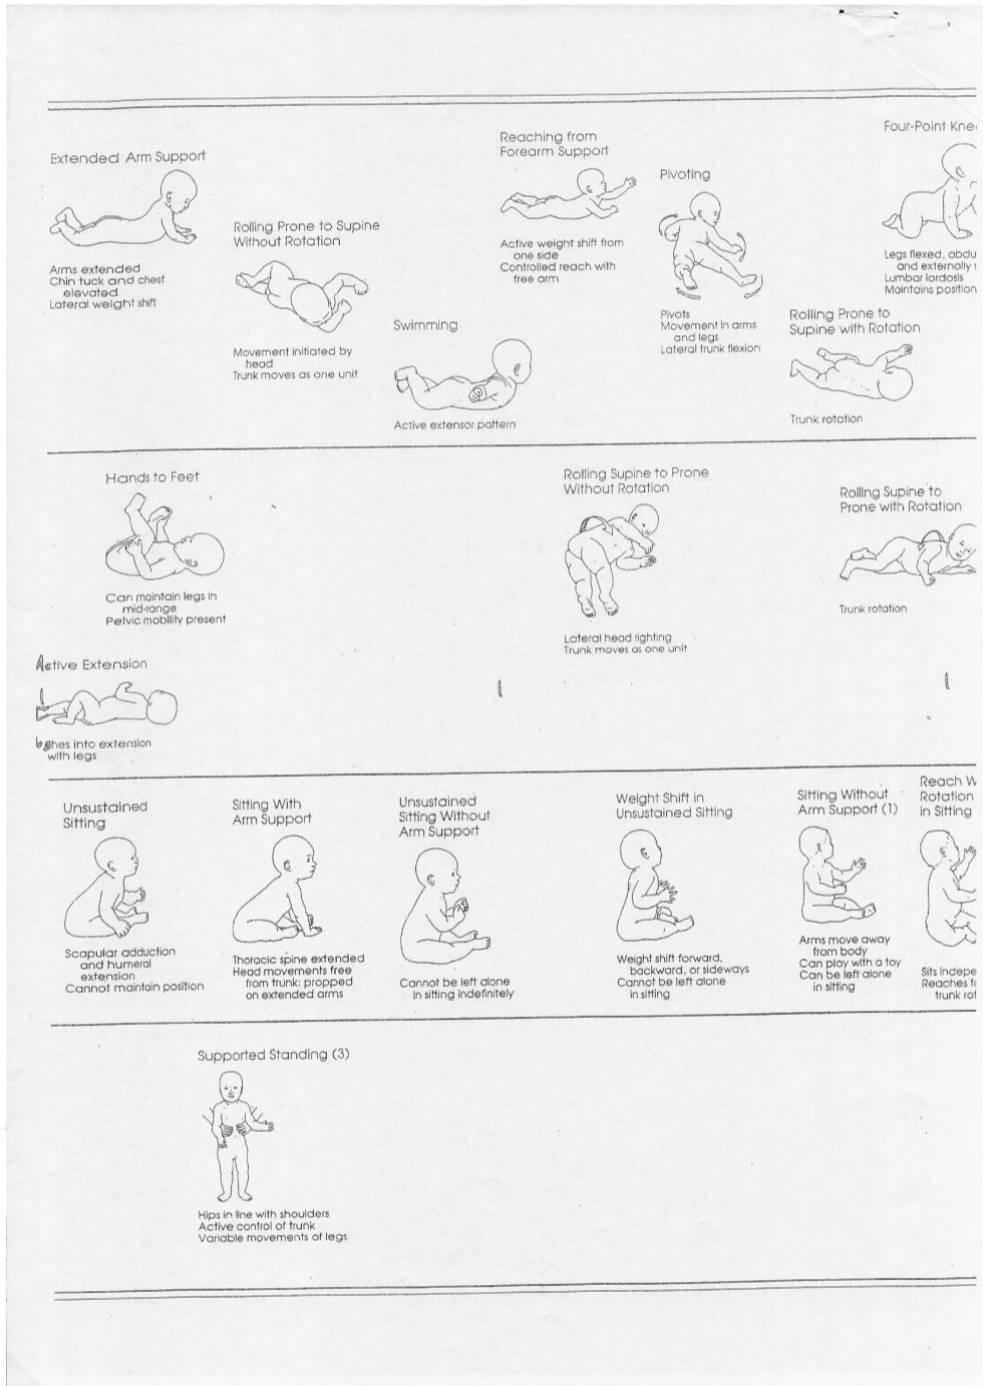 Extended Arm Support
Arms extended
Chin tuck and chest
elevated
Lateral weight shift
Rolling Prone to Supine
Without Rotation
Movement initiated by
head
Trunk moves as one unit
Swimming
Active extensor pattern
Reaching from
Forearm Support
Active weight shift from
one side
Controlled reach with
free arm
Pivoting
Pivots
Movement in arms
and legs
Lateral trunk flexion
Four-Point
Legs flexed,
and externally
Lumbar lordosis
Maintains position
Rolling Prone to
Supine with Rotation
Trunk rotation
Hands to Feet
Can maintain legs in
mid-range
Pelvic mobility present
Rolling Supine to Prone
Without Rotation
Lateral head righting
Trunk moves as one unit
Rolling Supine to
Prone with Rotation
Trunk rotation
Active Extension
into extension
with legs
Unsustained
Sitting
Scapular adduction
and humeral
extension
Cannot maintain position
Sitting With
Arm Support
Thoracic spine extended
Head movements free
from trunk; propped
on extended arms
Unsustained
Sitting Without
Arm Support
Cannot be left alone
in sitting indefinitely
Weight Shift in
Unsustained Sitting
Weight shift forward,
backward, or sideways
Cannot be left alone
in sitting
Sitting Without
Arm Support (1)
Arms move away
from body
Can play with a toy
Can be left alone
in sitting
Reach
Rotation
in Sitting
Sits
Reaches
trunk
Supported Standing (3)
Hips in line with shoulders
Active control of trunk
Variable movements of legs